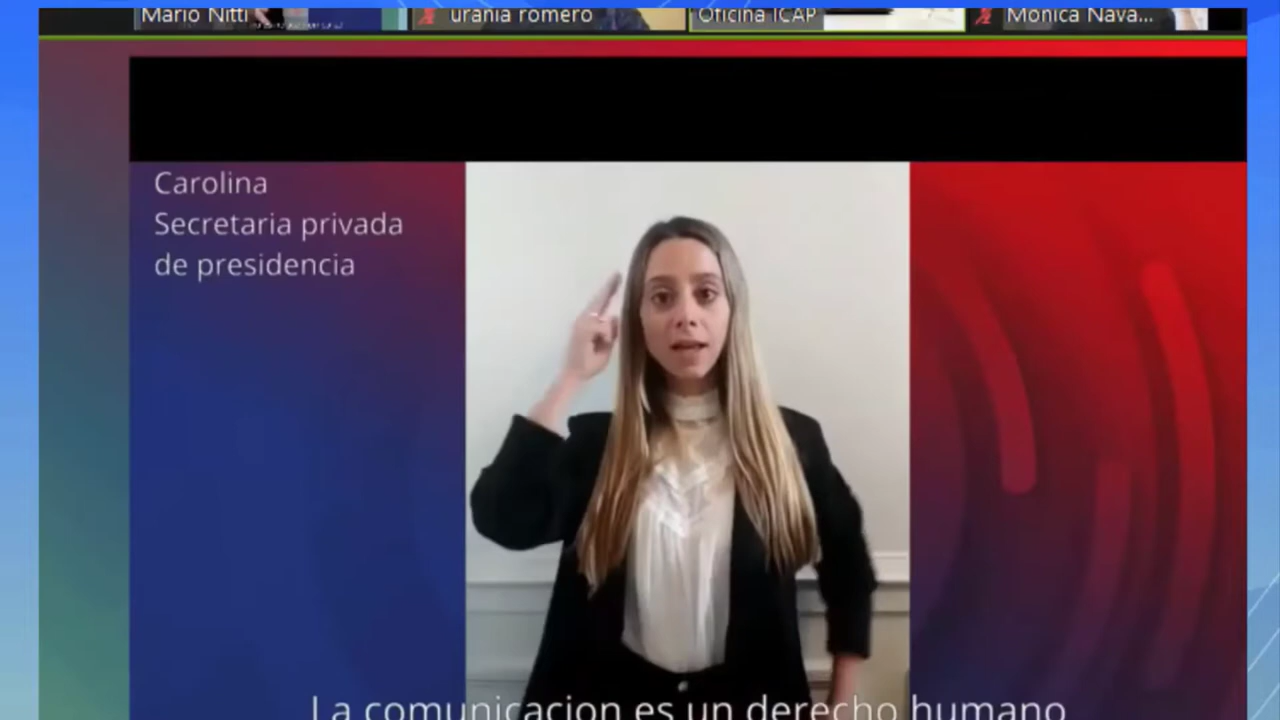 Mario Nitti
urania romero
Oficina ICAP
Monica Nava...
Carolina
Secretaria privada
de presidencia
La comunicacion es un derecho humano